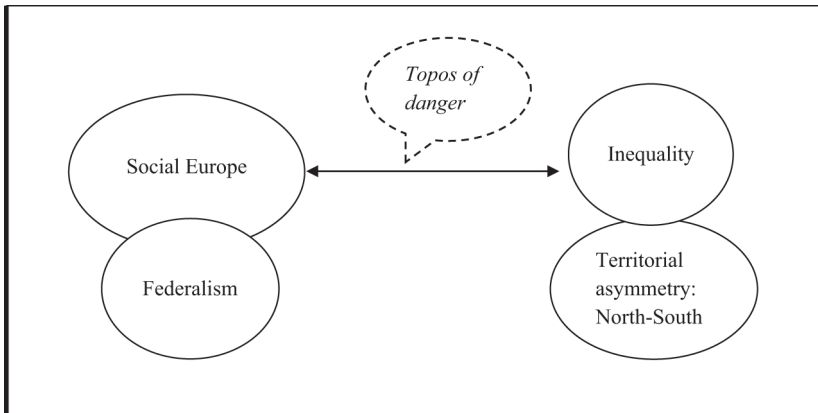 Topos of
danger
Social Europe
Inequality
Federalism
Territorial
asymmetry:
North-South